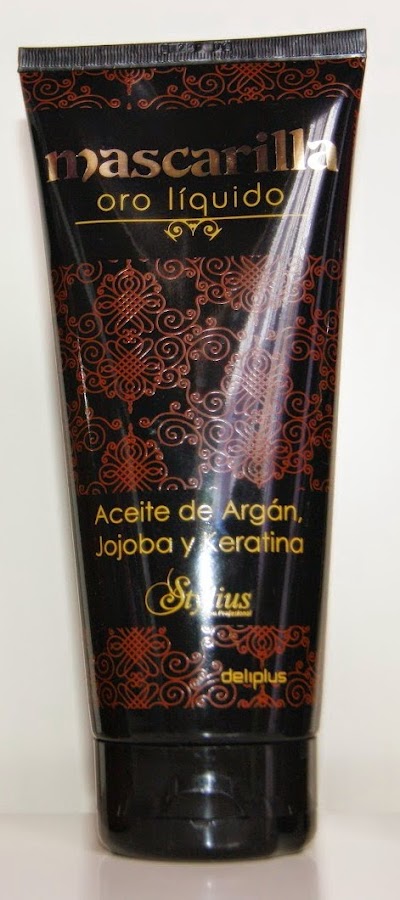 mascarilla
oro líquido
Aceite de Argán,
Jojoba y Keratina
Stylius
deliplus